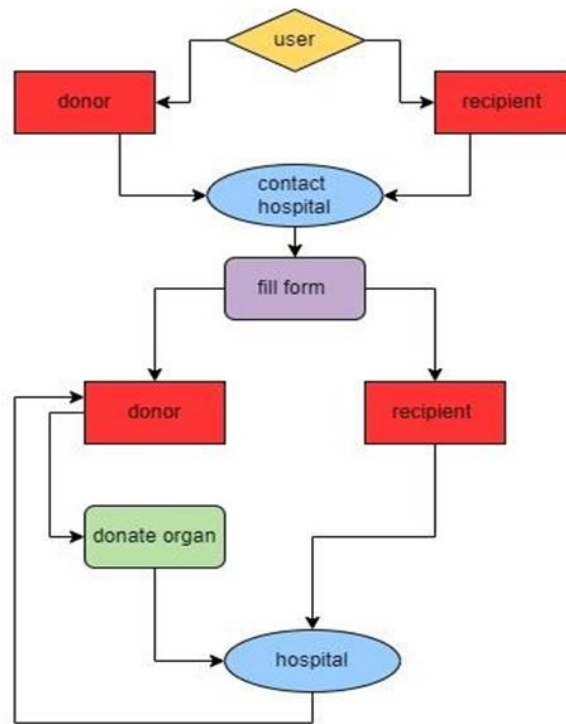 user
donor
recipient
contact
hospital
fill form
donor
recipient
donate organ
hospital